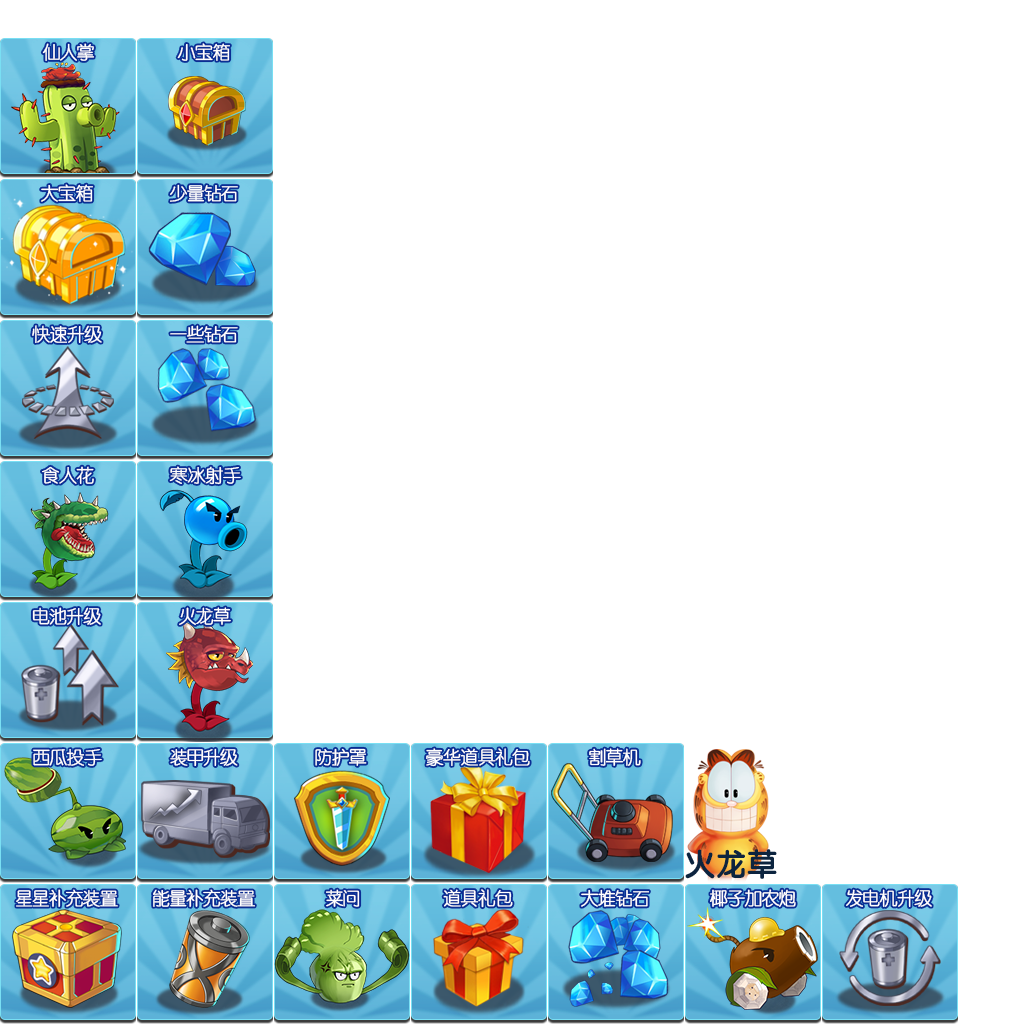 仙人掌
小宝箱
大宝箱
少量钻石
快速升级
一些钻石
食人花
寒冰射手
电池升级
火龙草
西瓜投手
装甲升级
防护罩
豪华道具礼包
割草机
火龙草
星星补充装置
能量补充装置
菜问
道具礼包
大堆钻石
椰子加农炮
发电机升级